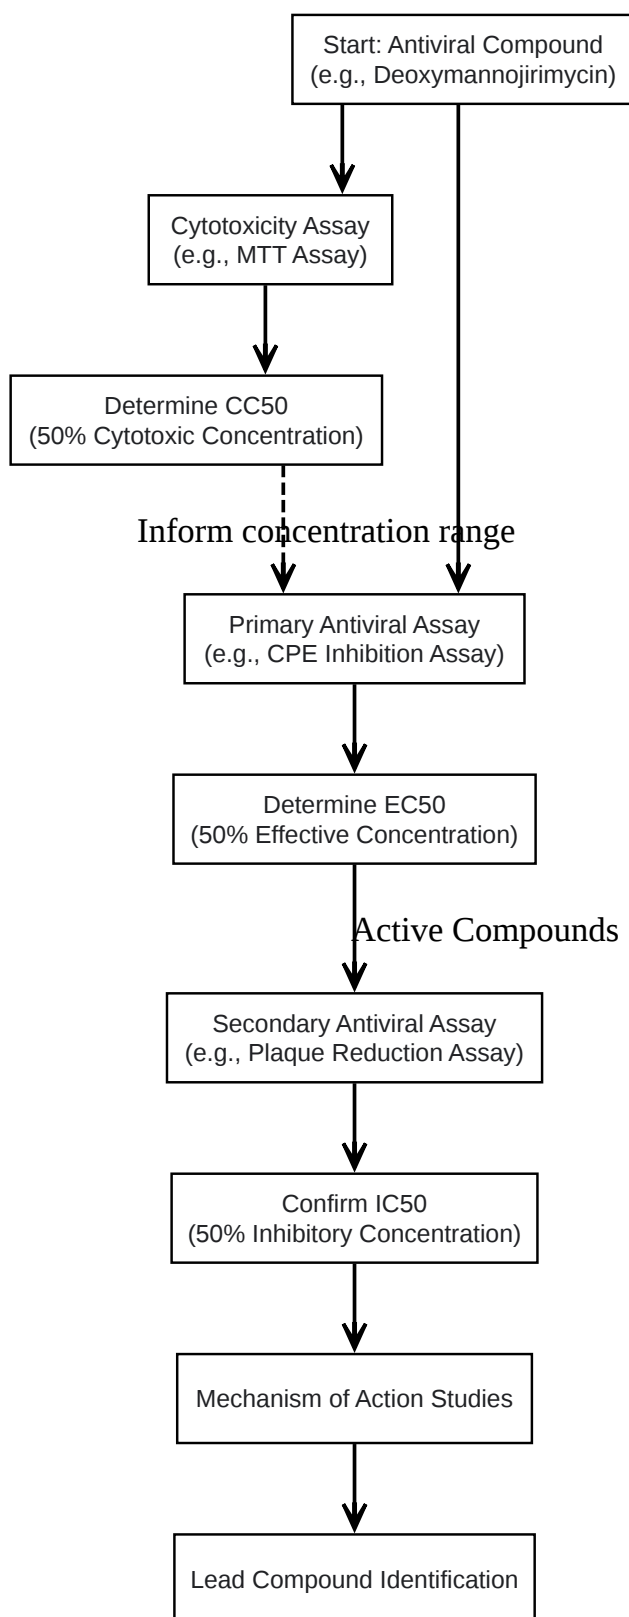 Start: Antiviral Compound
(e.g., Deoxymannojirimycin)
Cytotoxicity Assay
(e.g., MTT Assay)
Determine CC50
(50% Cytotoxic Concentration)
Inform concentration range
Primary Antiviral Assay
(e.g., CPE Inhibition Assay)
Determine EC50
(50% Effective Concentration)
Active Compounds
Secondary Antiviral Assay
(e.g., Plaque Reduction Assay)
Confirm IC50
(50% Inhibitory Concentration)
Mechanism of Action Studies
Lead Compound Identification